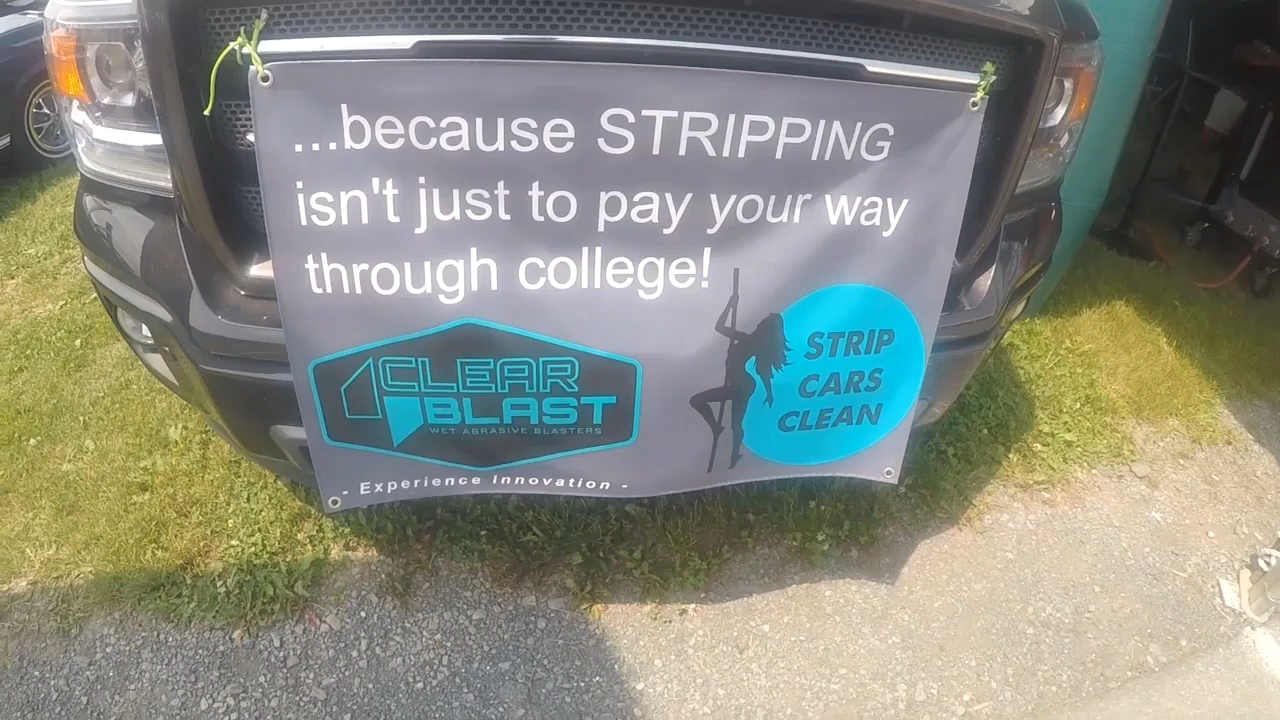 ...because STRIPPING
isn't just to pay your way
through college!
CLEAR
BLAST
WET ABRASIVE BLASTERS
STRIP
CARS
CLEAN
- Experience Innovation -